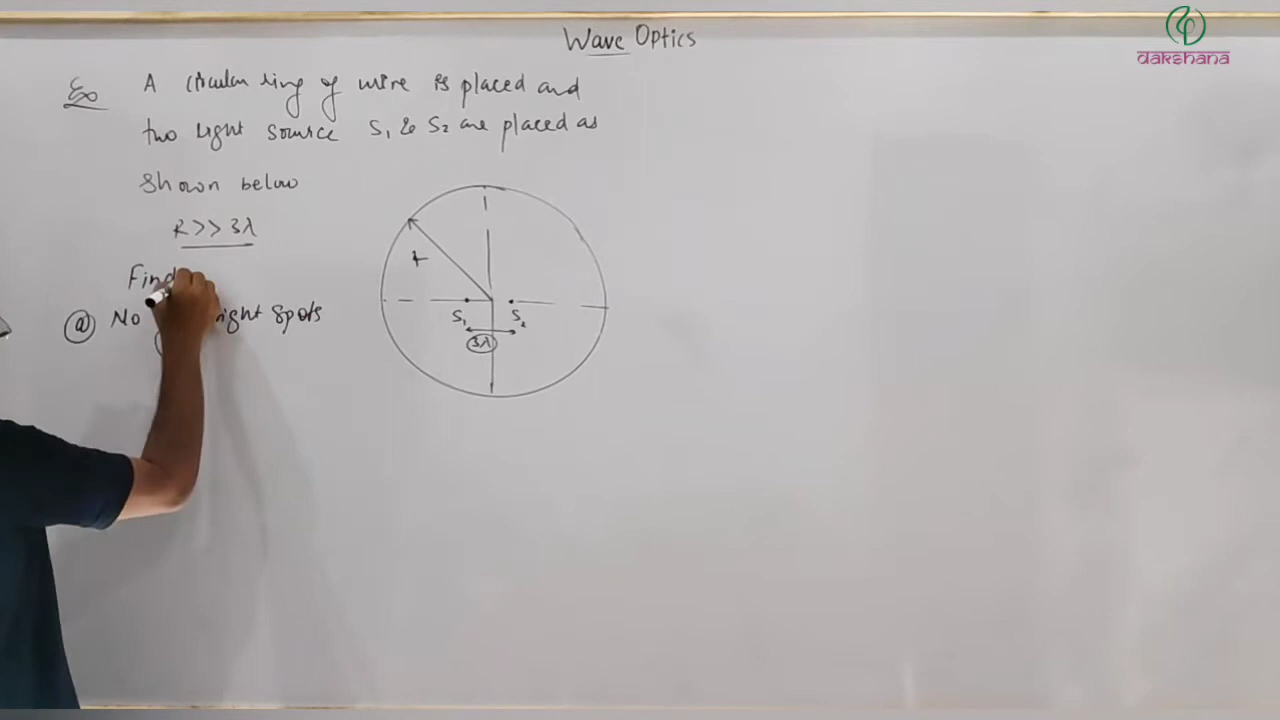 Wave Optics
dakshana
Ex A circular ring of wire is placed and
two light source S₁ & S₂ are placed as
shown below
R >> 3λ
Find
(a) No ight spots
r
S₁ S₂
3λ